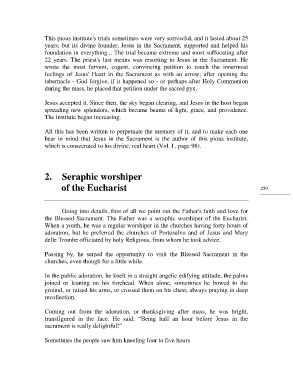 This pious institute's trials sometimes were very sorrowful, and it lasted about 25
years; but its divine founder, Jesus in the Sacrament, supported and helped his
foundation in everything... The trial became extreme and most suffocating after
22 years. The priest's last means was resorting to Jesus in the Sacrament. He
wrote the most fervent, cogent, convincing petition to touch the innermost
feelings of Jesus' Heart in the Sacrament as with an arrow; after opening the
tabernacle - God forgive, if it happened so - or perhaps after Holy Communion
during the mass, he placed that petition under the sacred pyx.
Jesus accepted it. Since then, the sky began clearing, and Jesus in the host began
spreading new splendors, which became beams of light, grace, and providence.
The institute began increasing.
All this has been written to perpetuate the memory of it, and to make each one
bear in mind that Jesus in the Sacrament is the author of this pious institute,
which is consecrated to his divine, real heart (Vol. I, page 98).
2. Seraphic worshiper
of the Eucharist
Going into details, first of all we point out the Father's faith and love for
the Blessed Sacrament. The Father was a seraphic worshiper of the Eucharist.
When a youth, he was a regular worshiper in the churches having forty hours of
adoration, but he preferred the churches of Portosalvo and of Jesus and Mary
delle Trombe officiated by holy Religious, from whom he took advice.
Passing by, he seized the opportunity to visit the Blessed Sacrament in the
churches, even though for a little while.
In the public adoration, he knelt in a straight angelic edifying attitude, the palms
joined or leaning on his forehead. When alone, sometimes he bowed to the
ground, or raised his arms, or crossed them on his chest, always praying in deep
recollection.
Coming out from the adoration, or thanksgiving after mass, he was bright,
transfigured in the face. He said: "Being half an hour before Jesus in the
sacrament is really delightful!"
Sometimes the people saw him kneeling four to five hours